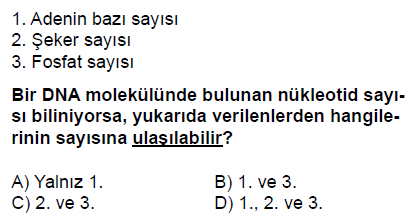 1. Adenin bazı sayısı
2. Şeker sayısı
3. Fosfat sayısı
Bir DNA molekülünde bulunan nükleotid sayı-
sı biliniyorsa, yukarıda verilenlerden hangile-
rinin sayısına ulaşılabilir?
A) Yalnız 1. B) 1. ve 3.
C) 2. ve 3. D) 1., 2. ve 3.